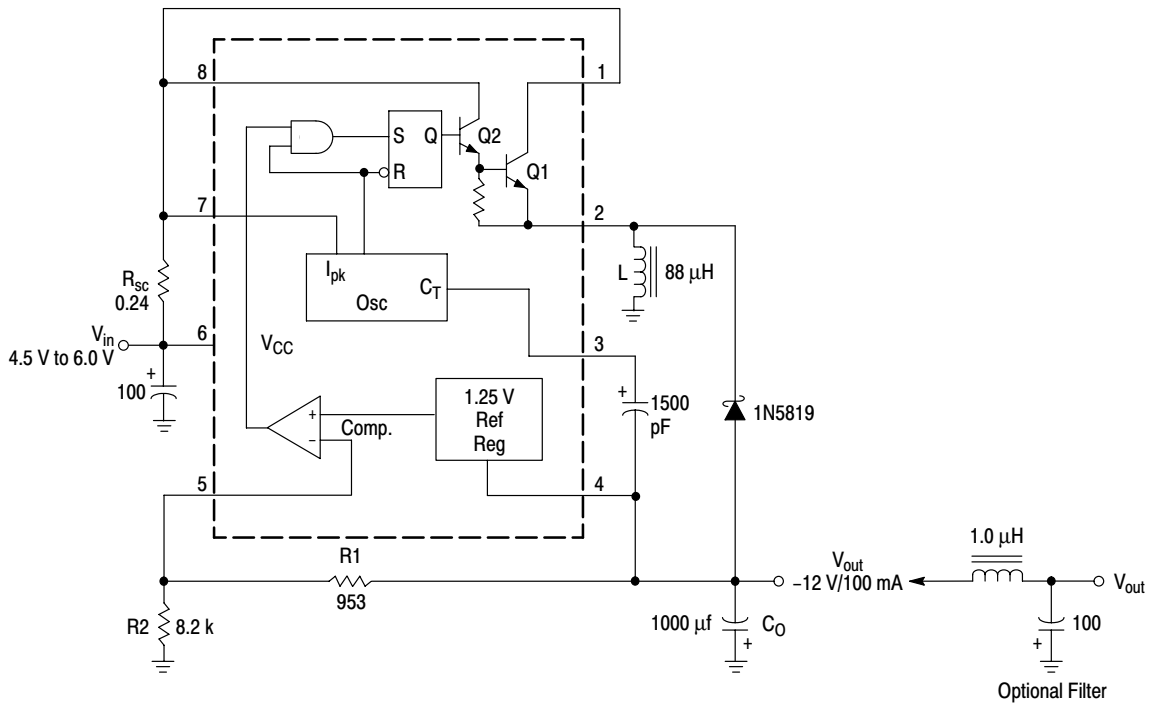 8
1
S Q
R
Q2
Q1
7
2
Ipk
Osc
CT
L 88 μH
Rsc
0.24
Vin
4.5 V to 6.0 V
6
VCC
3
100
+
+
−
Comp.
1.25 V
Ref
Reg
+
1500
pF
1N5819
5
4
R1
953
1.0 μH
Vout
−12 V/100 mA
Vout
R2 8.2 k
1000 μf
CO
+
100
+
Optional Filter